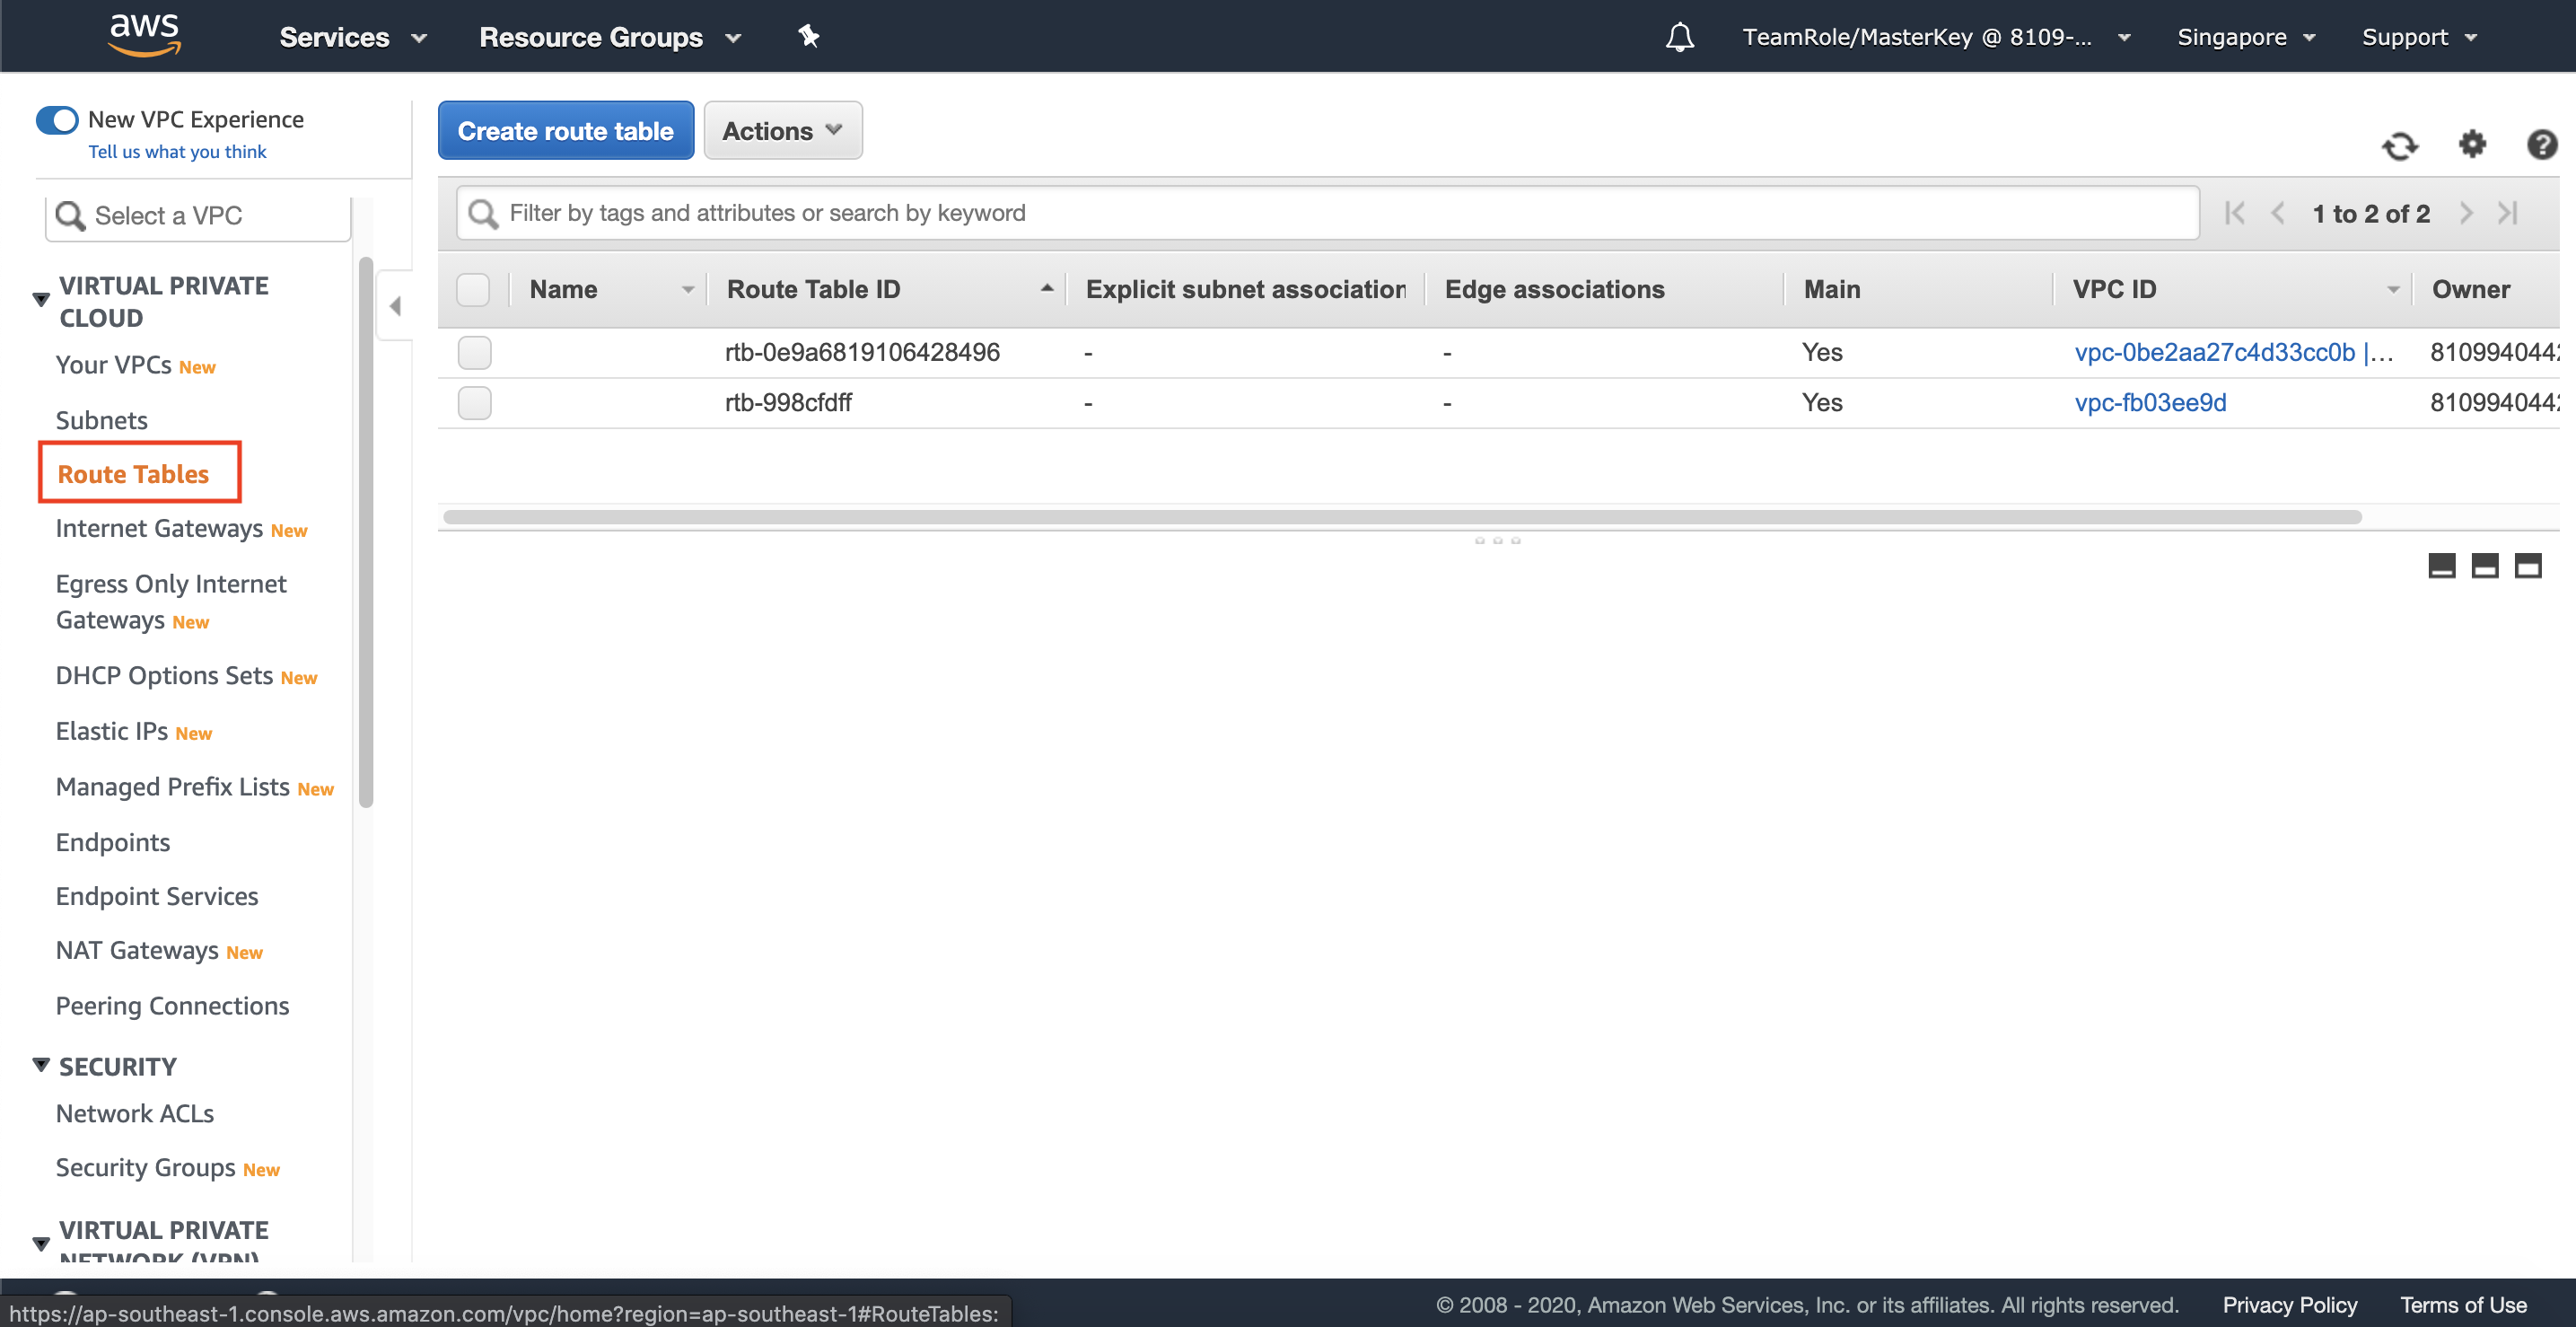 aws
Services
Resource Groups
TeamRole/MasterKey @ 8109-...
Singapore
Support
New VPC Experience
Tell us what you think
Select a VPC
VIRTUAL PRIVATE
CLOUD
Your VPCs New
Subnets
Route Tables
Internet Gateways New
Egress Only Internet
Gateways New
DHCP Options Sets New
Elastic IPs New
Managed Prefix Lists New
Endpoints
Endpoint Services
NAT Gateways New
Peering Connections
SECURITY
Network ACLs
Security Groups New
VIRTUAL PRIVATE
NETWORK (VPN)
Create route table
Actions
Filter by tags and attributes or search by keyword
1 to 2 of 2
Name Route Table ID Explicit subnet association Edge associations Main VPC ID Owner
rtb-0e9a6819106428496 - - Yes vpc-0be2aa27c4d33cc0b |...810994044
rtb-998cfdff - - Yes vpc-fb03ee9d 810994044
https://ap-southeast-1.console.aws.amazon.com/vpc/home?region=ap-southeast-1#RouteTables:
© 2008 - 2020, Amazon Web Services, Inc. or its affiliates. All rights reserved.
Privacy Policy
Terms of Use